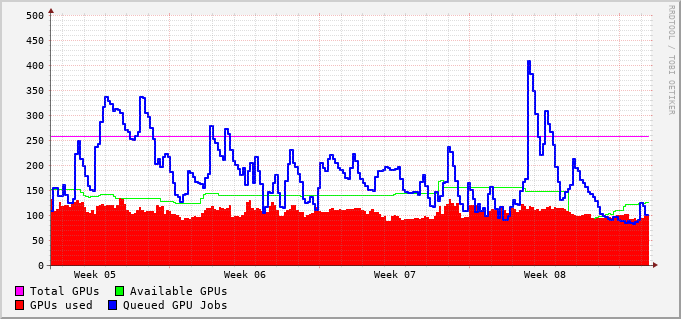 500
450
400
350
300
250
200
150
100
50
0
Week 05 Week 06 Week 07 Week 08
Total GPUs Available GPUs
GPUs used Queued GPU Jobs
RRDTOOL / TOBI OETIKER